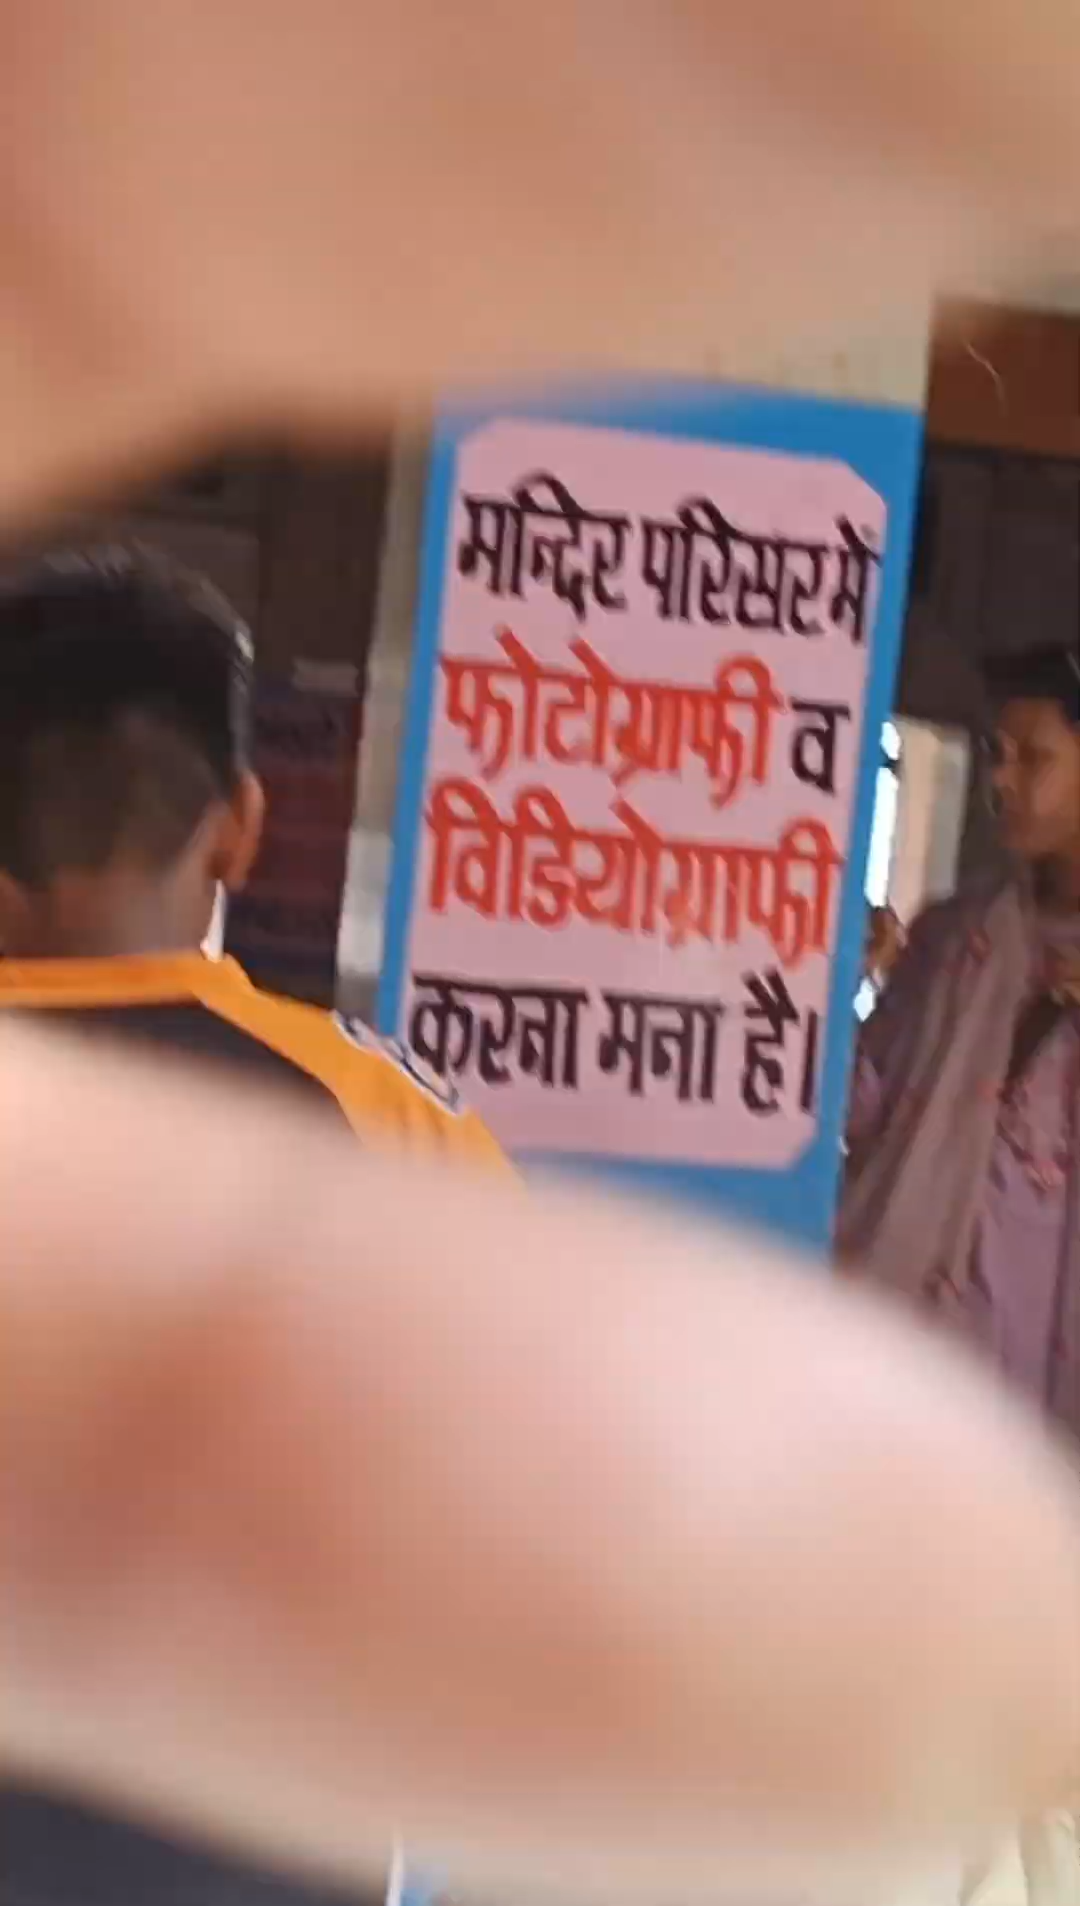 मन्दिर परिसर में
फोटोग्राफी व
विडियोग्राफी
करना मना है।